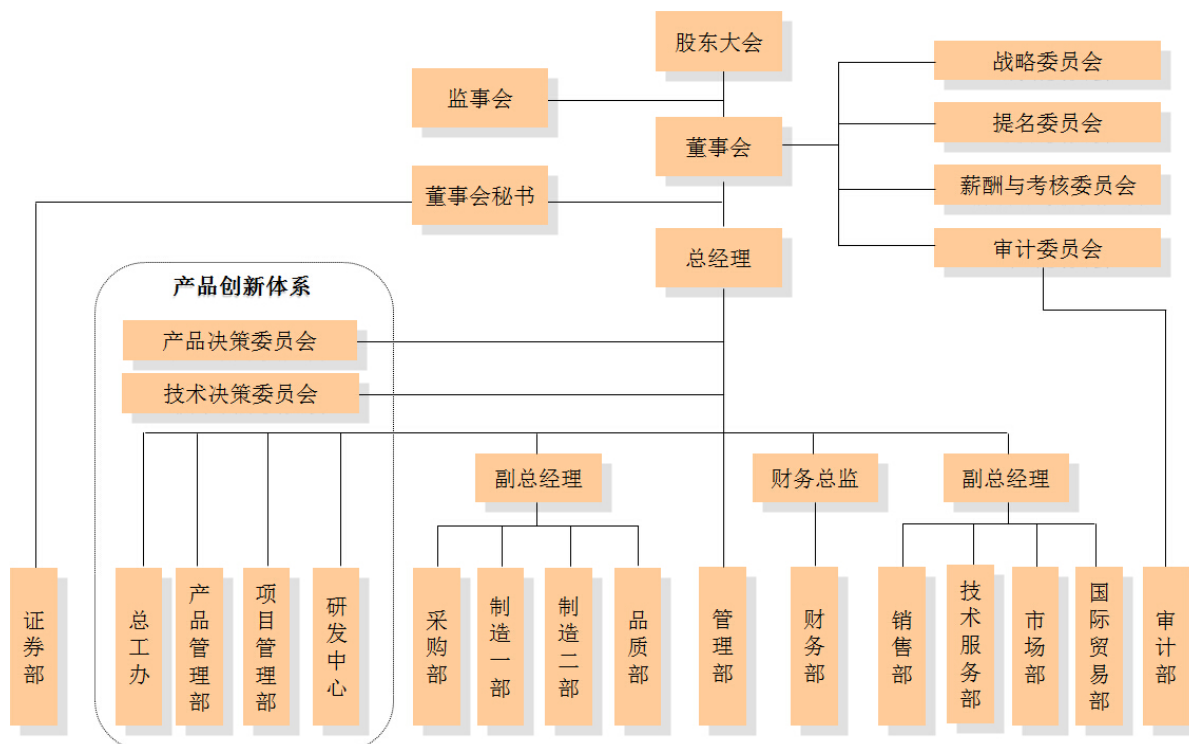 股东大会
战略委员会
监事会
提名委员会
董事会
薪酬与考核委员会
董事会秘书
总经理
审计委员会
产品创新体系
产品决策委员会
技术决策委员会
副总经理
财务总监
副总经理
证券部
总工办
产品管理部
项目管理部
研发中心
采购部
制造一部
制造二部
品质部
管理部
财务部
销售部
技术服务部
市场部
国际贸易部
审计部